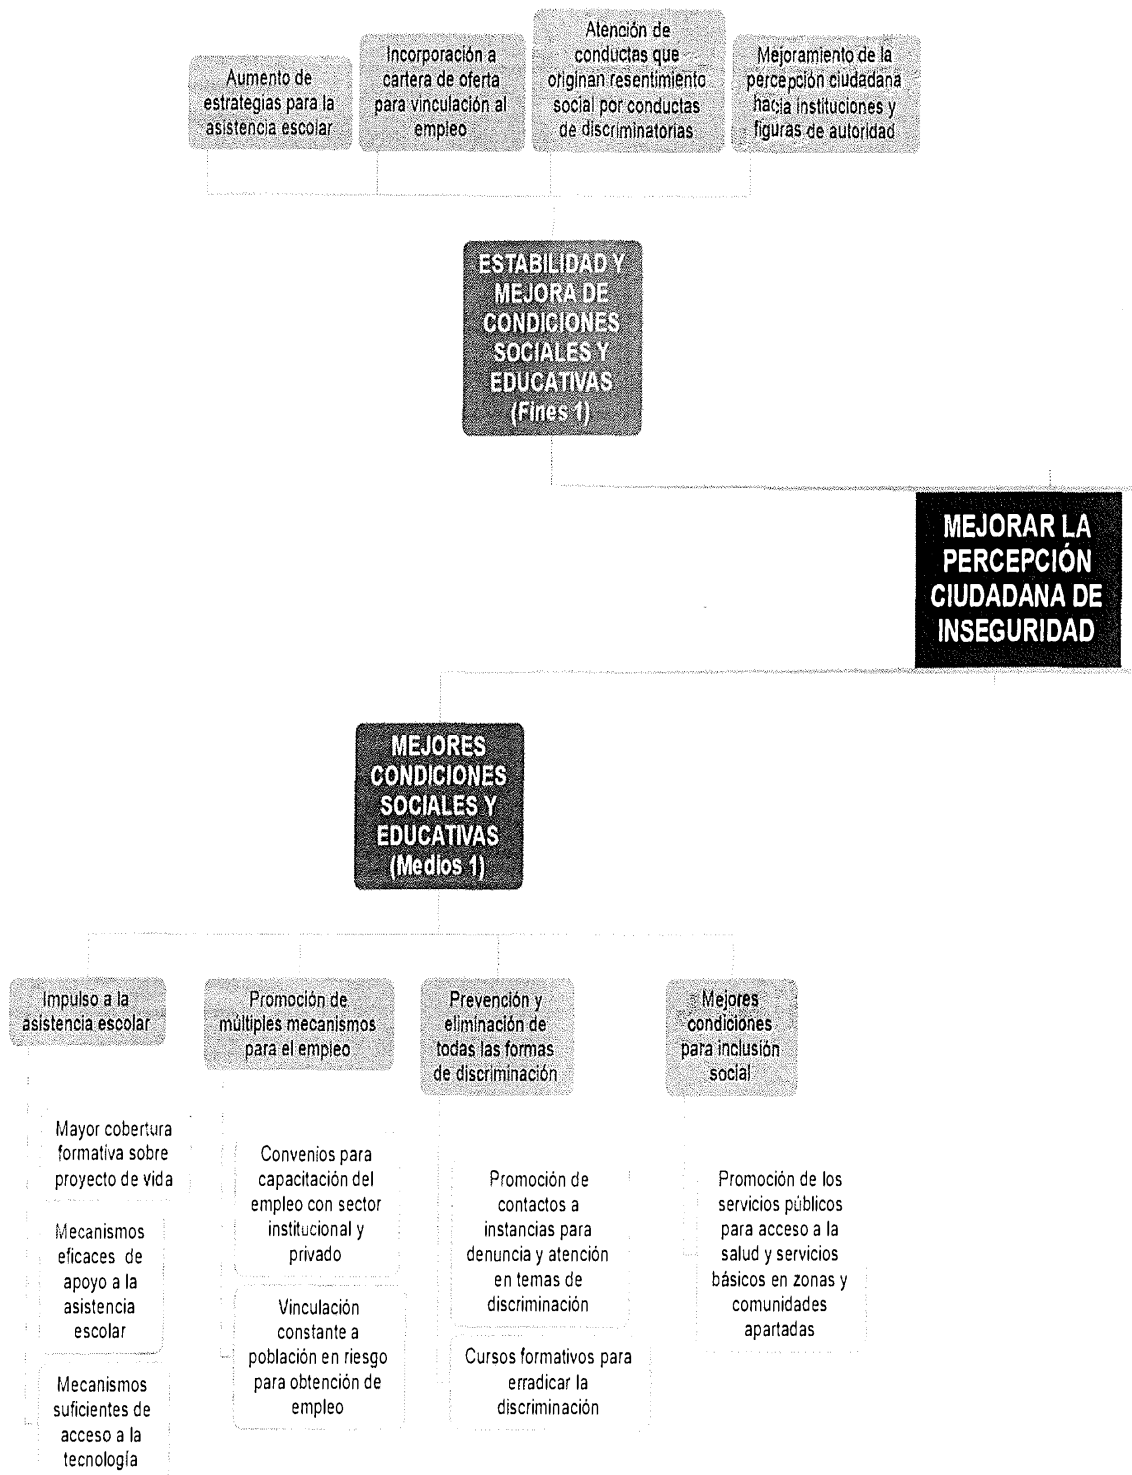 Aumento de
estrategias para la
asistencia escolar
Incorporación a
cartera de oferta
para vinculación al
empleo
Atención de
conductas que
originan resentimiento
social por conductas
de discriminatorias
Mejoramiento de la
percepción ciudadana
hacia instituciones y
figuras de autoridad
ESTABILIDAD Y
MEJORA DE
CONDICIONES
SOCIALES Y
EDUCATIVAS
(Fines 1)
MEJORAR LA
PERCEPCIÓN
CIUDADANA DE
INSEGURIDAD
MEJORES
CONDICIONES
SOCIALES Y
EDUCATIVAS
(Medios 1)
Impulso a la
asistencia escolar
Mayor cobertura
formativa sobre
proyecto de vida
Mecanismos
eficaces de
apoyo a la
asistencia
escolar
Mecanismos
suficientes de
acceso a la
tecnología
Promoción de
múltiples mecanismos
para el empleo
Convenios para
capacitación del
empleo con sector
institucional y
privado
Vinculación
constante a
población en riesgo
para obtención de
empleo
Prevención y
eliminación de
todas las formas
de discriminación
Promoción de
contactos a
instancias para
denuncia y atención
en temas de
discriminación
Cursos formativos para
erradicar la
discriminación
Mejores
condiciones
para inclusión
social
Promoción de los
servicios públicos
para acceso a la
salud y servicios
básicos en zonas y
comunidades
apartadas